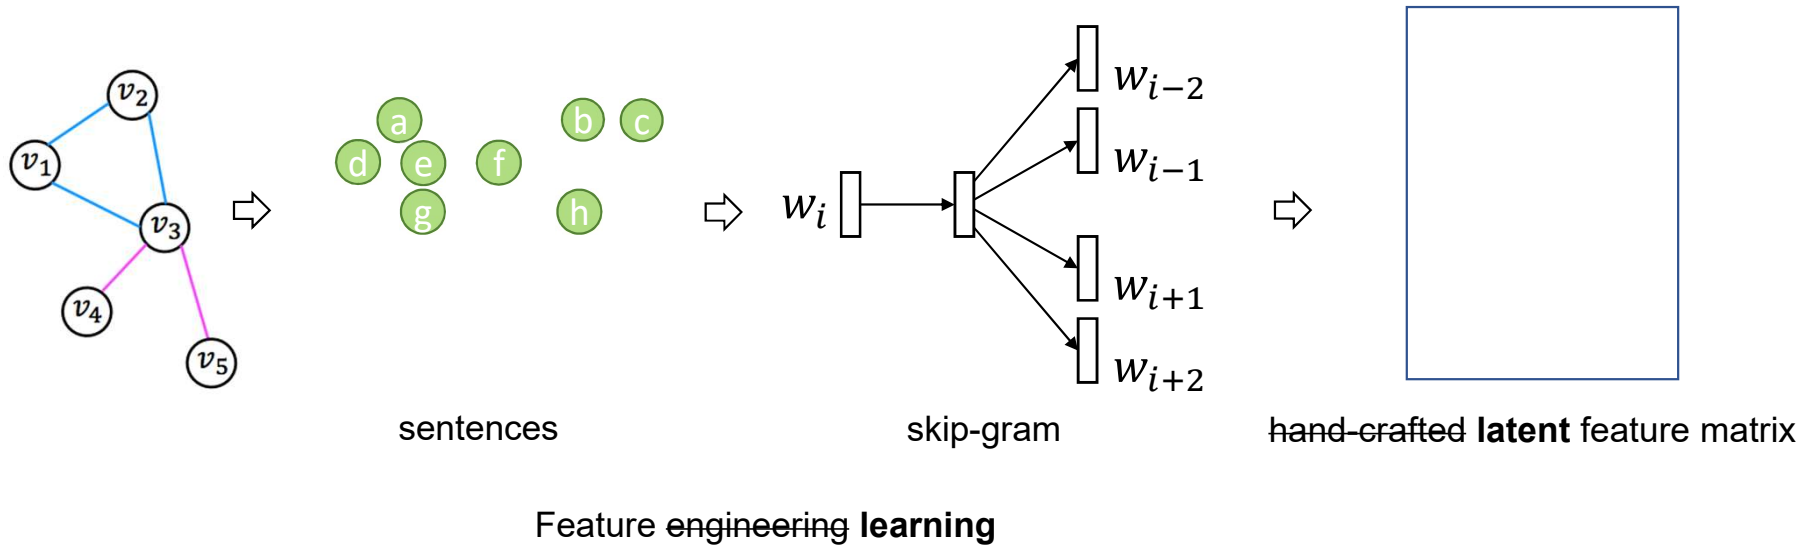 v₂
v₁
v₃
v₄
v₅
a
b
c
d
e
f
g
h
sentences
wᵢ
wᵢ₋₂
wᵢ₋₁
wᵢ₊₁
wᵢ₊₂
skip-gram
hand-crafted latent feature matrix
Feature engineering learning